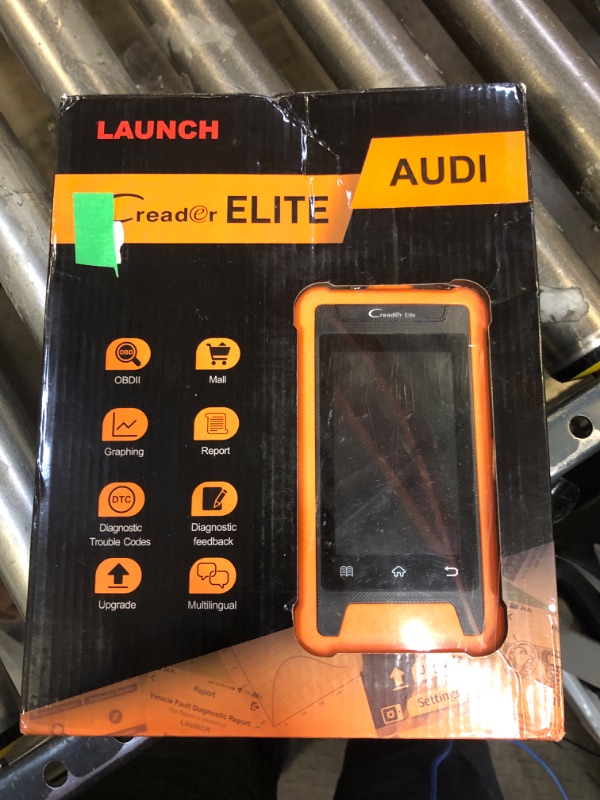 LAUNCH
AUDI
Creader ELITE
Creader Elite
OBD
OBDII
Mall
Graphing
Report
DTC
Diagnostic
Trouble Codes
Diagnostic
feedback
Upgrade
Multilingual
Report
Vehicle Fault Diagnostic Report
LAUNCH
Settings